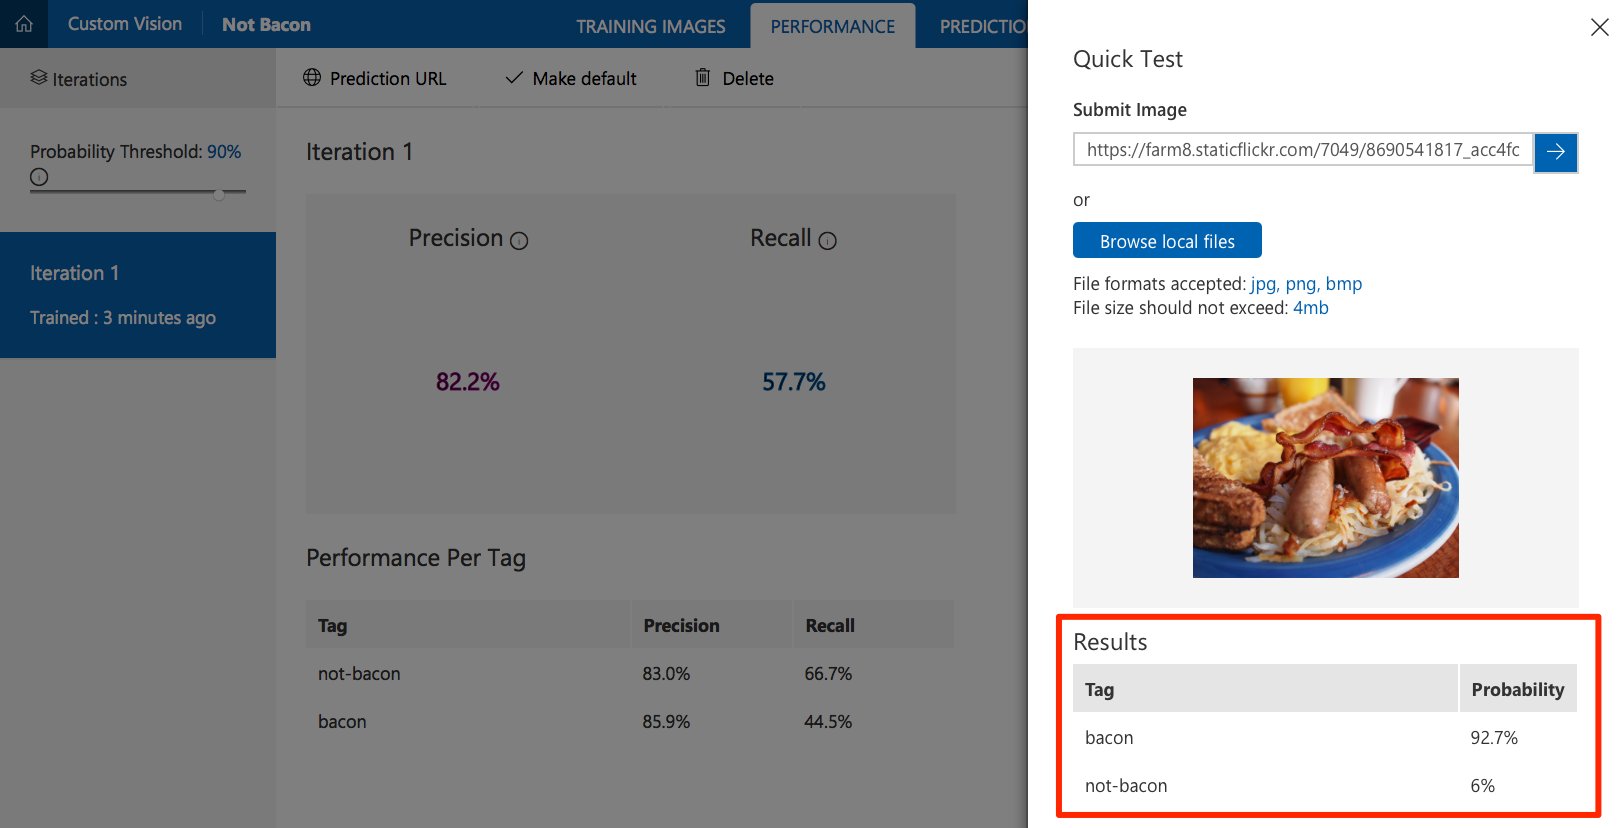 Custom Vision
Not Bacon
TRAINING IMAGES
PERFORMANCE
PREDICTIO
Iterations
Prediction URL
Make default
Delete
Probability Threshold: 90%
Iteration 1
Trained : 3 minutes ago
Iteration 1
Precision
Recall
82.2%
57.7%
Performance Per Tag
Tag Precision Recall
not-bacon 83.0% 66.7%
bacon 85.9% 44.5%
Quick Test
Submit Image
https://farm8.staticflickr.com/7049/8690541817_acc4fc
or
Browse local files
File formats accepted: jpg, png, bmp
File size should not exceed: 4mb
Results
Tag Probability
bacon 92.7%
not-bacon 6%